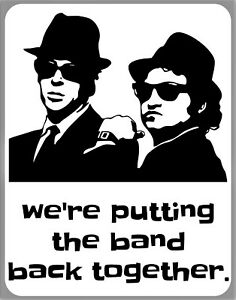 we're putting
the band
back together.